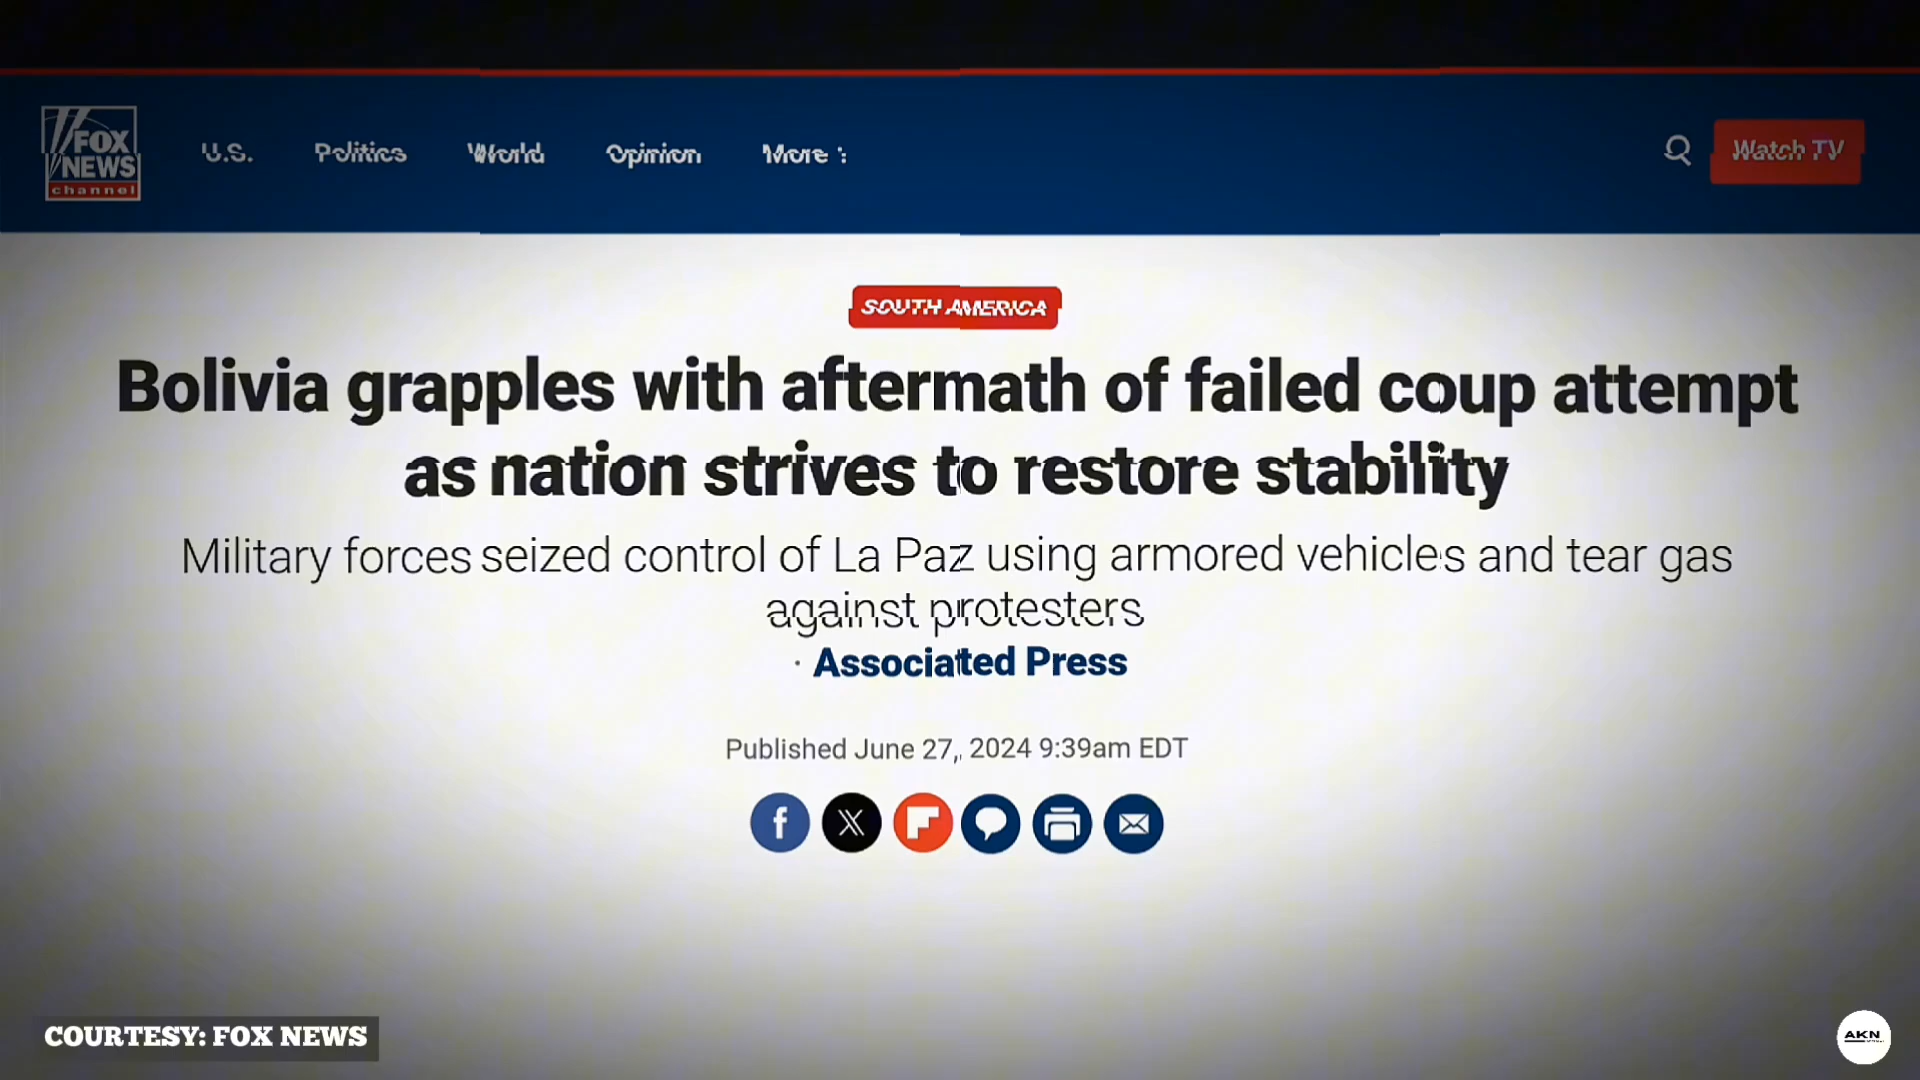 FOX
NEWS
channel
U.S. Politics World Opinion More :
Watch TV
SOUTH AMERICA
Bolivia grapples with aftermath of failed coup attempt
as nation strives to restore stability
Military forces seized control of La Paz using armored vehicles and tear gas
against protesters
· Associated Press
Published June 27, 2024 9:39am EDT
COURTESY: FOX NEWS
AKN